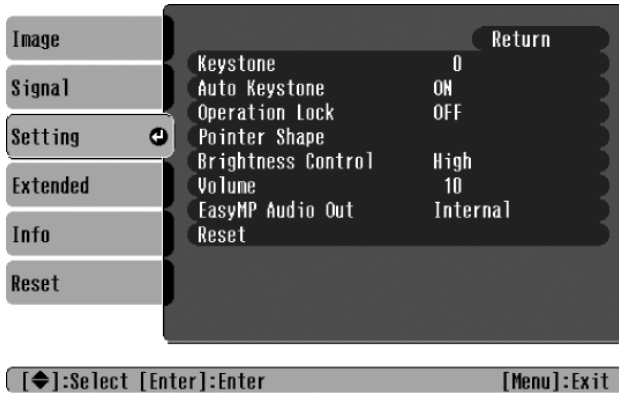 Image
Signal
Setting
Extended
Info
Reset
Return
Keystone 0
Auto Keystone ON
Operation Lock OFF
Pointer Shape
Brightness Control High
Volume 10
EasyMP Audio Out Internal
Reset
[◆]:Select [Enter]:Enter [Menu]:Exit